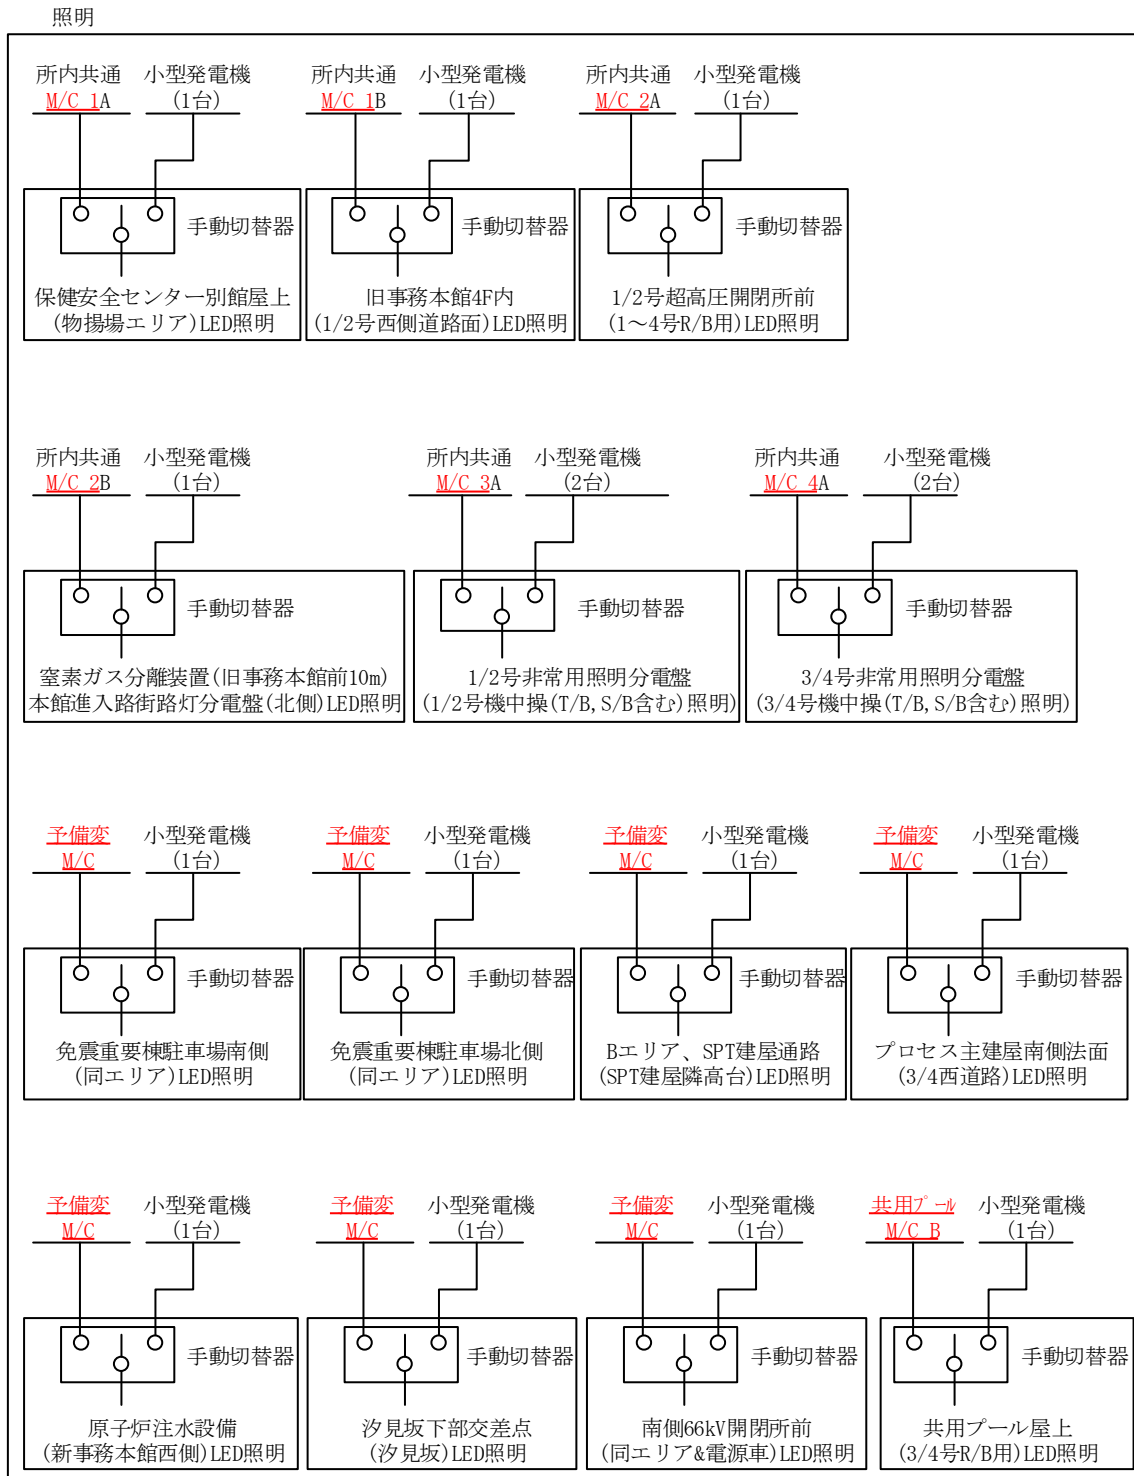 照明
所内共通
M/C 1A
小型発電機
(1台)
手動切替器
保健安全センター別館屋上
(物揚場エリア)LED照明
所内共通
M/C 1B
小型発電機
(1台)
手動切替器
旧事務本館4F内
(1/2号西側道路面)LED照明
所内共通
M/C 2A
小型発電機
(1台)
手動切替器
1/2号超高圧開閉所前
(1～4号R/B用)LED照明
所内共通
M/C 2B
小型発電機
(1台)
手動切替器
窒素ガス分離装置(旧事務本館前10m)
本館進入路街路灯分電盤(北側)LED照明
所内共通
M/C 3A
小型発電機
(2台)
手動切替器
1/2号非常用照明分電盤
(1/2号機中操(T/B,S/B含む)照明)
所内共通
M/C 4A
小型発電機
(2台)
手動切替器
3/4号非常用照明分電盤
(3/4号機中操(T/B,S/B含む)照明)
予備変
M/C
小型発電機
(1台)
手動切替器
免震重要棟駐車場南側
(同エリア)LED照明
予備変
M/C
小型発電機
(1台)
手動切替器
免震重要棟駐車場北側
(同エリア)LED照明
予備変
M/C
小型発電機
(1台)
手動切替器
Bエリア、SPT建屋通路
(SPT建屋隣高台)LED照明
予備変
M/C
小型発電機
(1台)
手動切替器
プロセス主建屋南側法面
(3/4西道路)LED照明
予備変
M/C
小型発電機
(1台)
手動切替器
原子炉注水設備
(新事務本館西側)LED照明
予備変
M/C
小型発電機
(1台)
手動切替器
汐見坂下部交差点
(汐見坂)LED照明
予備変
M/C
小型発電機
(1台)
手動切替器
南側66kV開閉所前
(同エリア&電源車)LED照明
共用ﾌﾟｰﾙ
M/C B
小型発電機
(1台)
手動切替器
共用プール屋上
(3/4号R/B用)LED照明